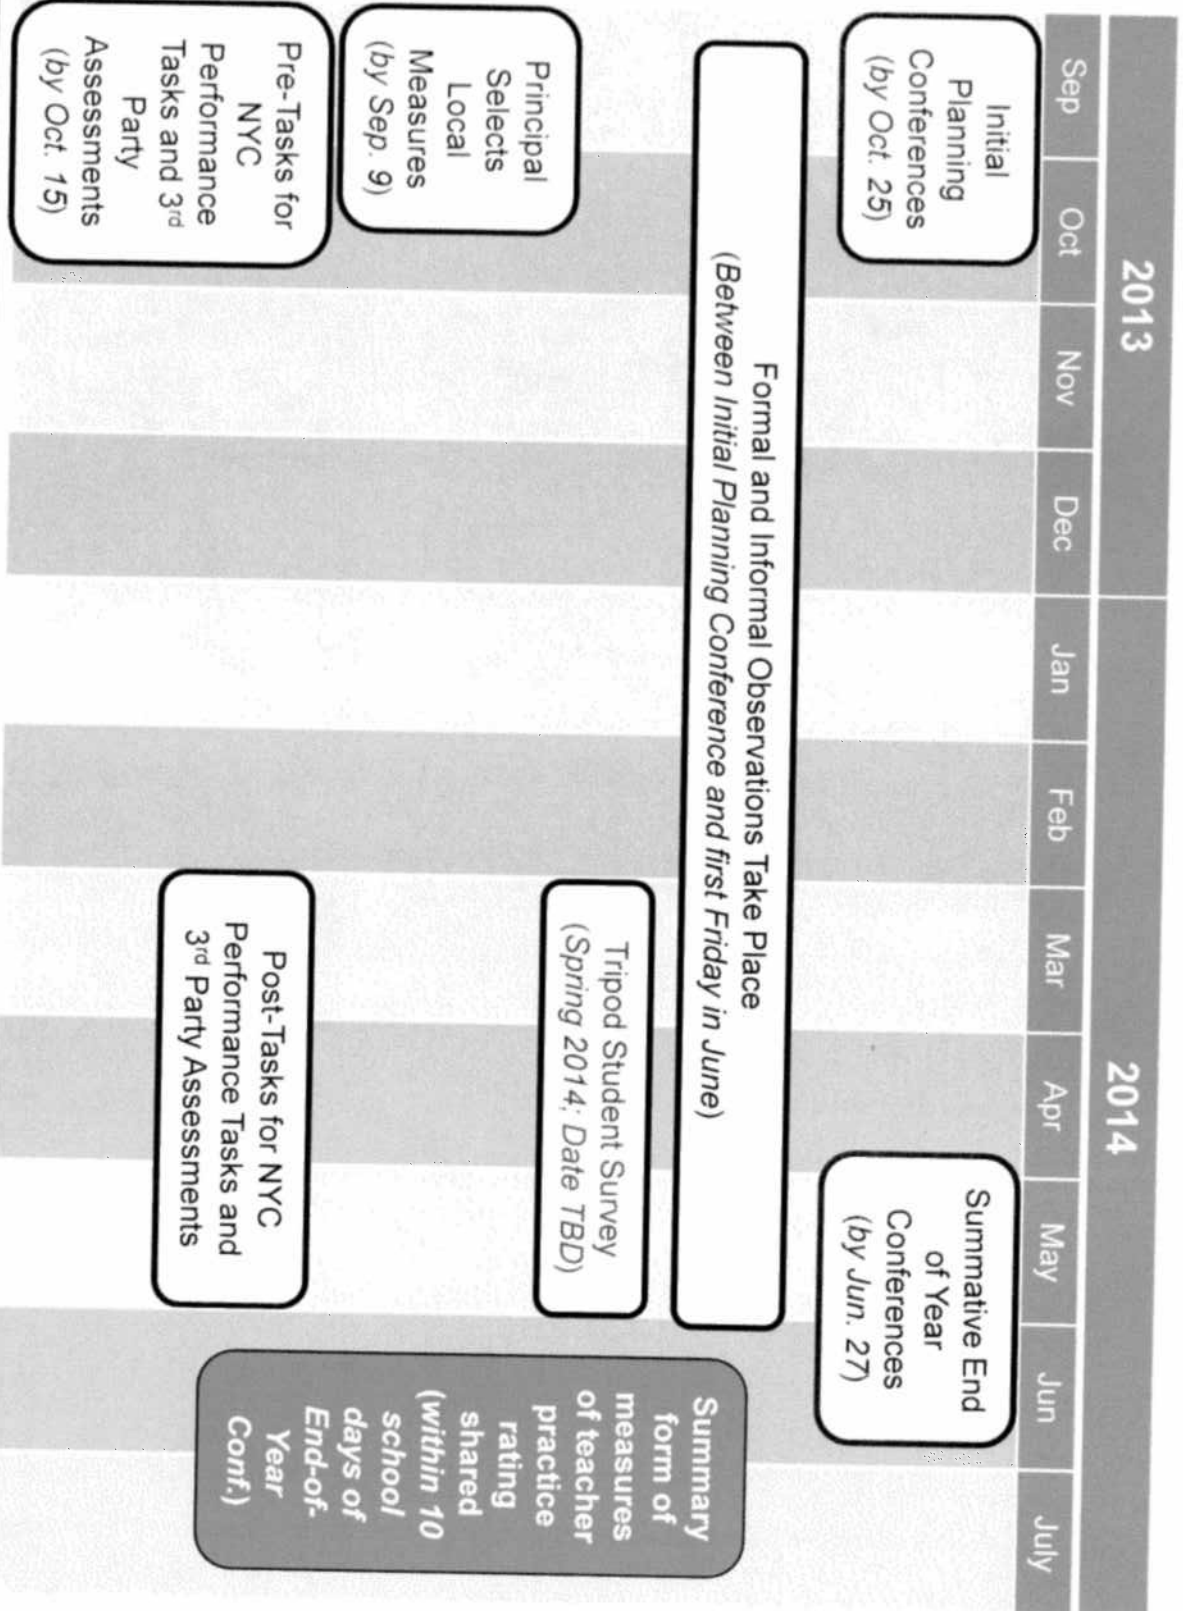 2013
2014
Sep
Oct
Nov
Dec
Jan
Feb
Mar
Apr
May
Jun
July
Initial
Planning
Conferences
(by Oct. 25)
Summative End
of Year
Conferences
(by Jun. 27)
Formal and Informal Observations Take Place
(Between Initial Planning Conference and first Friday in June)
Principal
Selects
Local
Measures
(by Sep. 9)
Tripod Student Survey
(Spring 2014; Date TBD)
Summary
form of
measures
of teacher
practice
rating
shared
(within 10
school
days of
End-of-
Year
Conf.)
Pre-Tasks for
NYC
Performance
Tasks and 3rd
Party
Assessments
(by Oct. 15)
Post-Tasks for NYC
Performance Tasks and
3rd Party Assessments